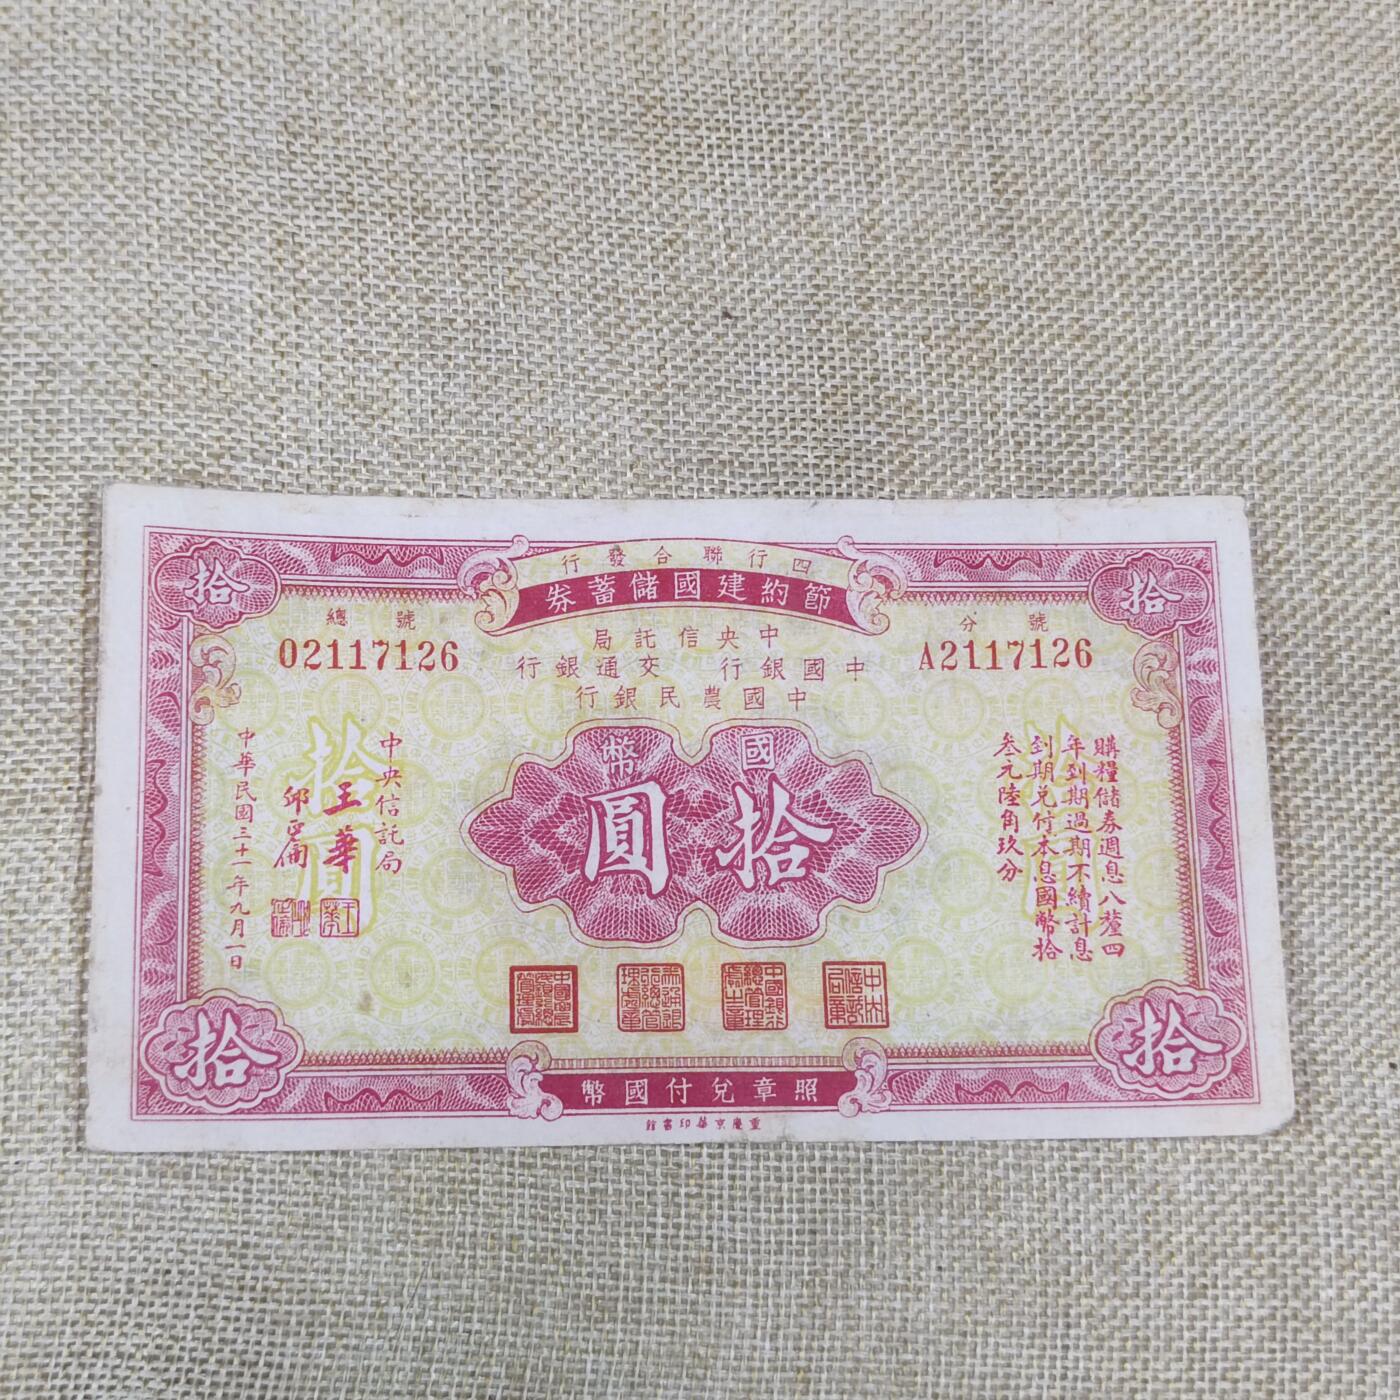 四行聯合發行
節約建國儲蓄券
總號
02117126
分號
A2117126
中央信託局
中國銀行 交通銀行
中國農民銀行
國幣
拾圓
拾
拾
拾
拾
拾圓
購糧儲券週息八釐四
年到期過期不續計息
到期兌付本息國幣拾
叁元陸角玖分
中央信託局
王華
邱
中華民國三十一年九月一日
照章兌付國幣
重慶京華印書館